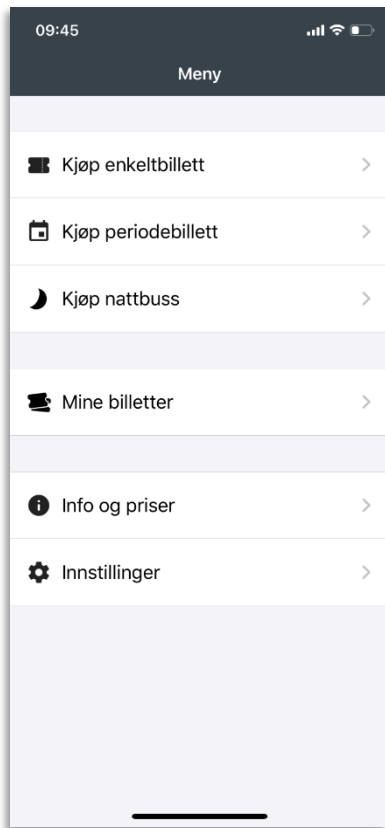 09:45
Meny
Kjøp enkeltbillett
Kjøp periodebillett
Kjøp nattbuss
Mine billetter
Info og priser
Innstillinger